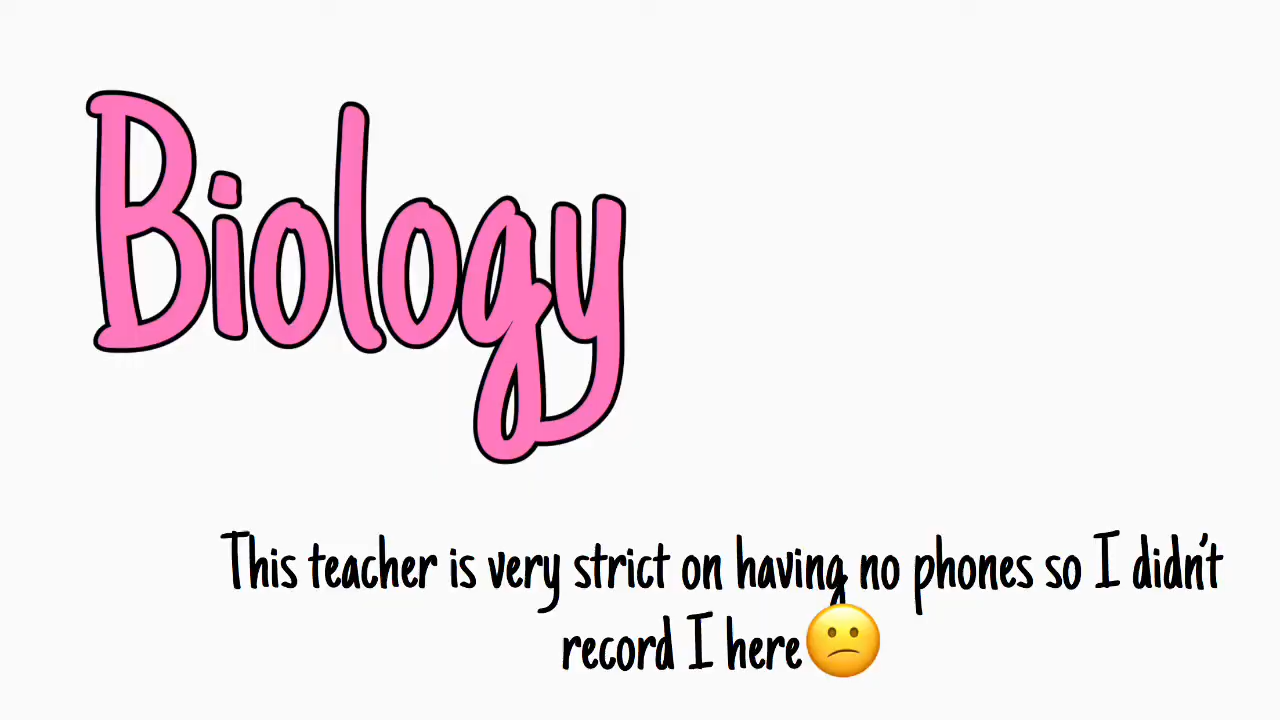 Biology
This teacher is very strict on having no phones so I didn't
record I here😕